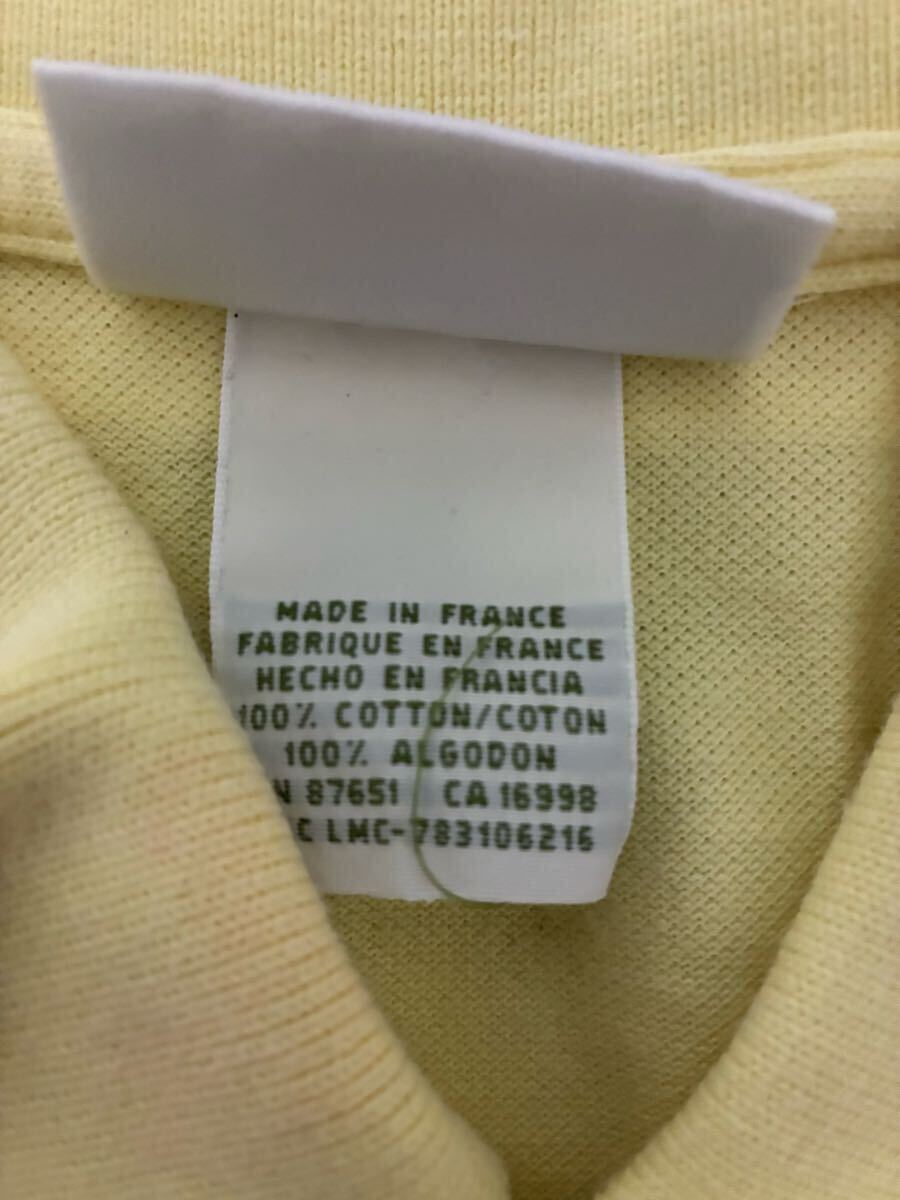 MADE IN FRANCE
FABRIQUE EN FRANCE
HECHO EN FRANCIA
100% COTTON/COTON
100% ALGODON
N 87651 CA 16998
C LMC-783106216